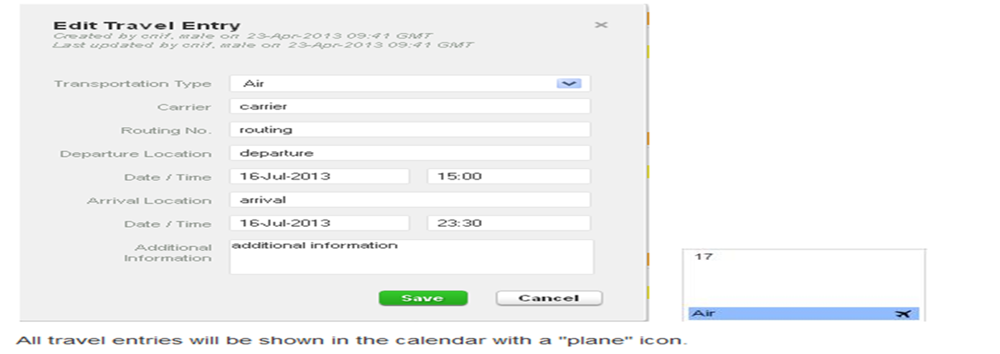 Edit Travel Entry
Created by cnif, male on 23-Apr-2013 09:41 GMT
Last updated by cnif, male on 23-Apr-2013 09:41 GMT
Transportation Type Air
Carrier carrier
Routing No. routing
Departure Location departure
Date / Time 16-Jul-2013 15:00
Arrival Location arrival
Date / Time 16-Jul-2013 23:30
Additional Information additional information
Save Cancel
17
Air
All travel entries will be shown in the calendar with a "plane" icon.